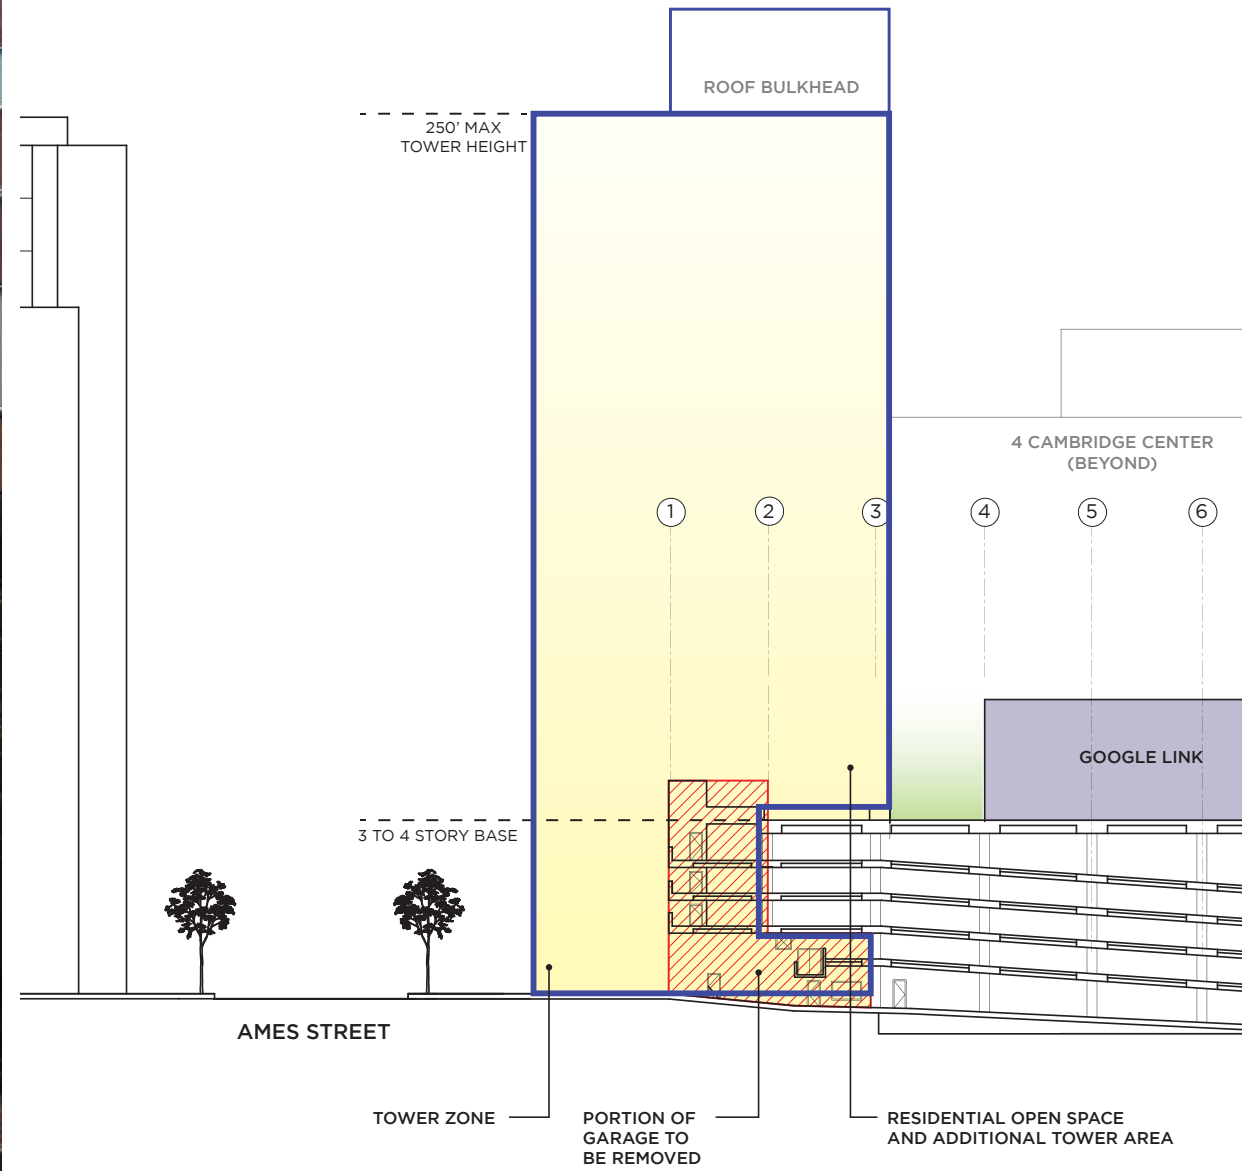 ROOF BULKHEAD
250' MAX
TOWER HEIGHT
4 CAMBRIDGE CENTER
(BEYOND)
1 2 3 4 5 6
GOOGLE LINK
3 TO 4 STORY BASE
AMES STREET
TOWER ZONE
PORTION OF
GARAGE TO
BE REMOVED
RESIDENTIAL OPEN SPACE
AND ADDITIONAL TOWER AREA